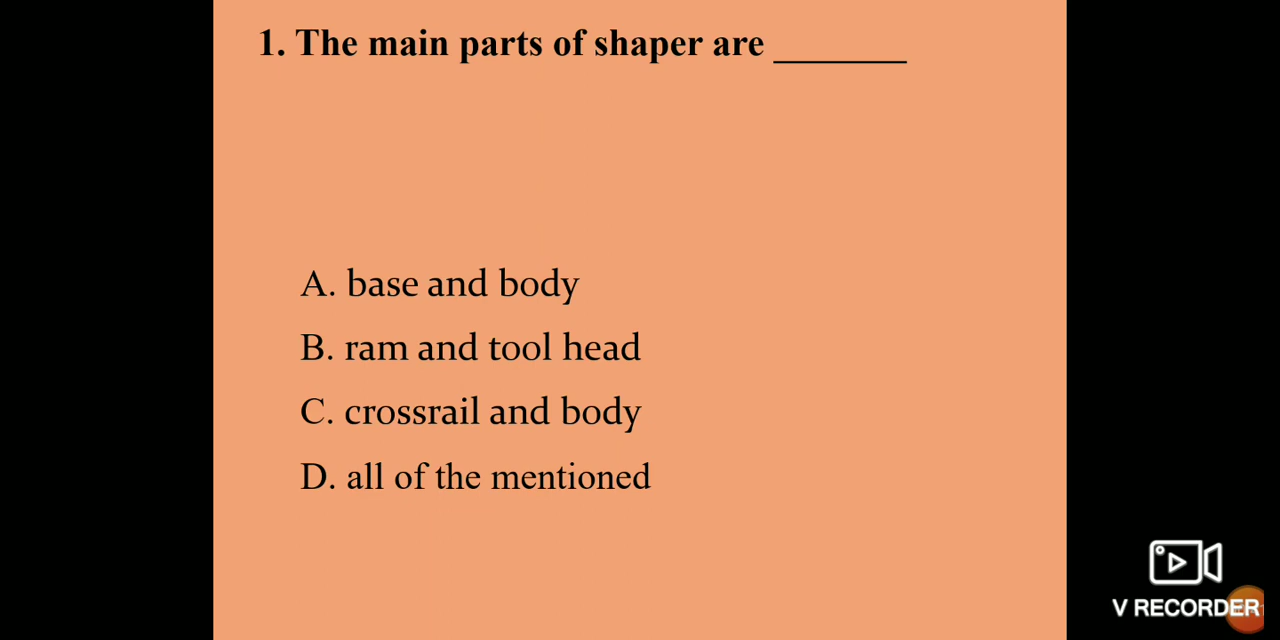 1. The main parts of shaper are ________
A. base and body
B. ram and tool head
C. crossrail and body
D. all of the mentioned
V RECORDER